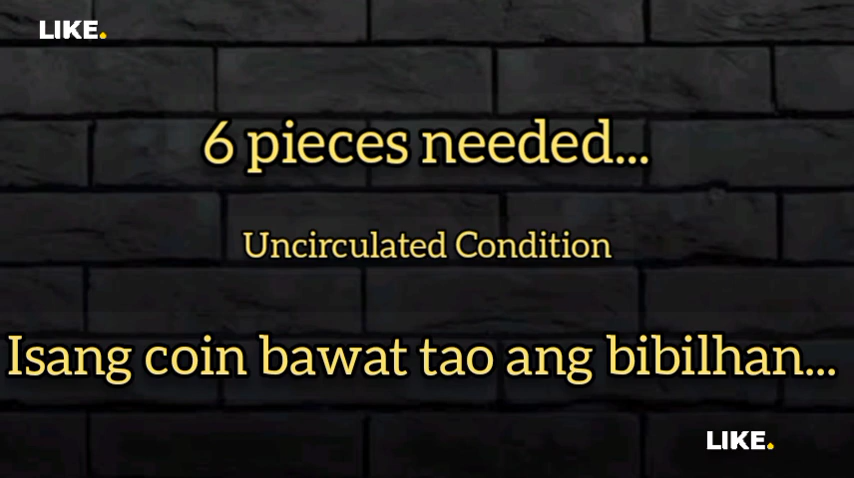 LIKE.
6 pieces needed...
Uncirculated Condition
Isang coin bawat tao ang bibilhan...
LIKE.